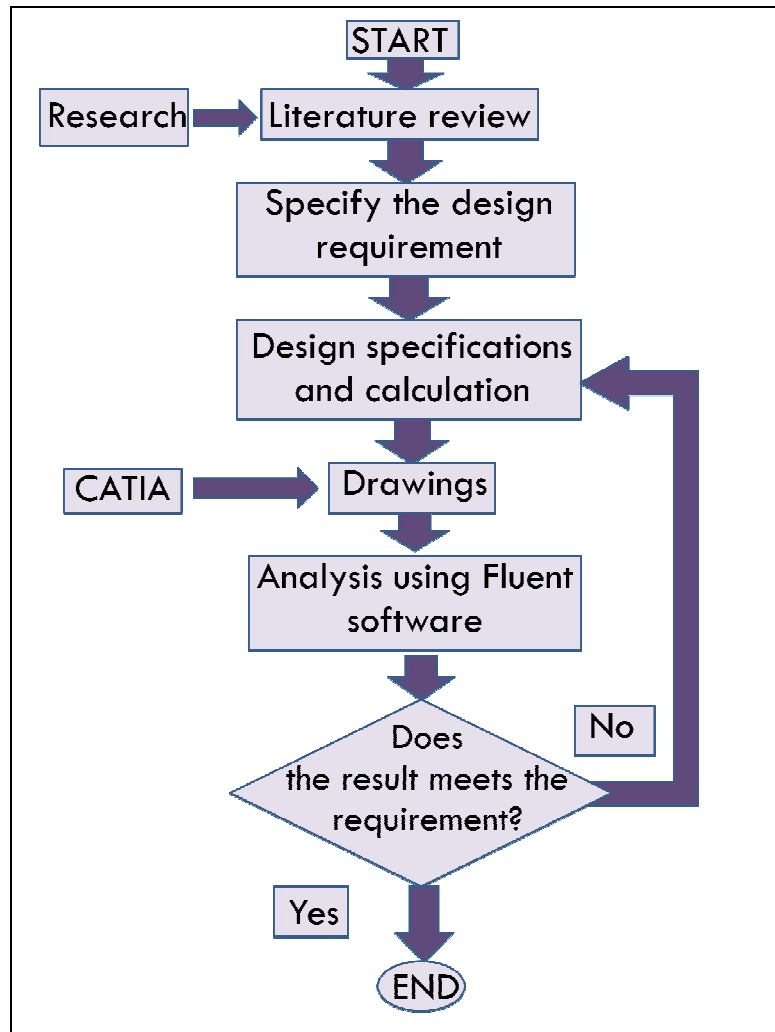 START
Research
Literature review
Specify the design
requirement
Design specifications
and calculation
CATIA
Drawings
Analysis using Fluent
software
Does
the result meets the
requirement?
No
Yes
END